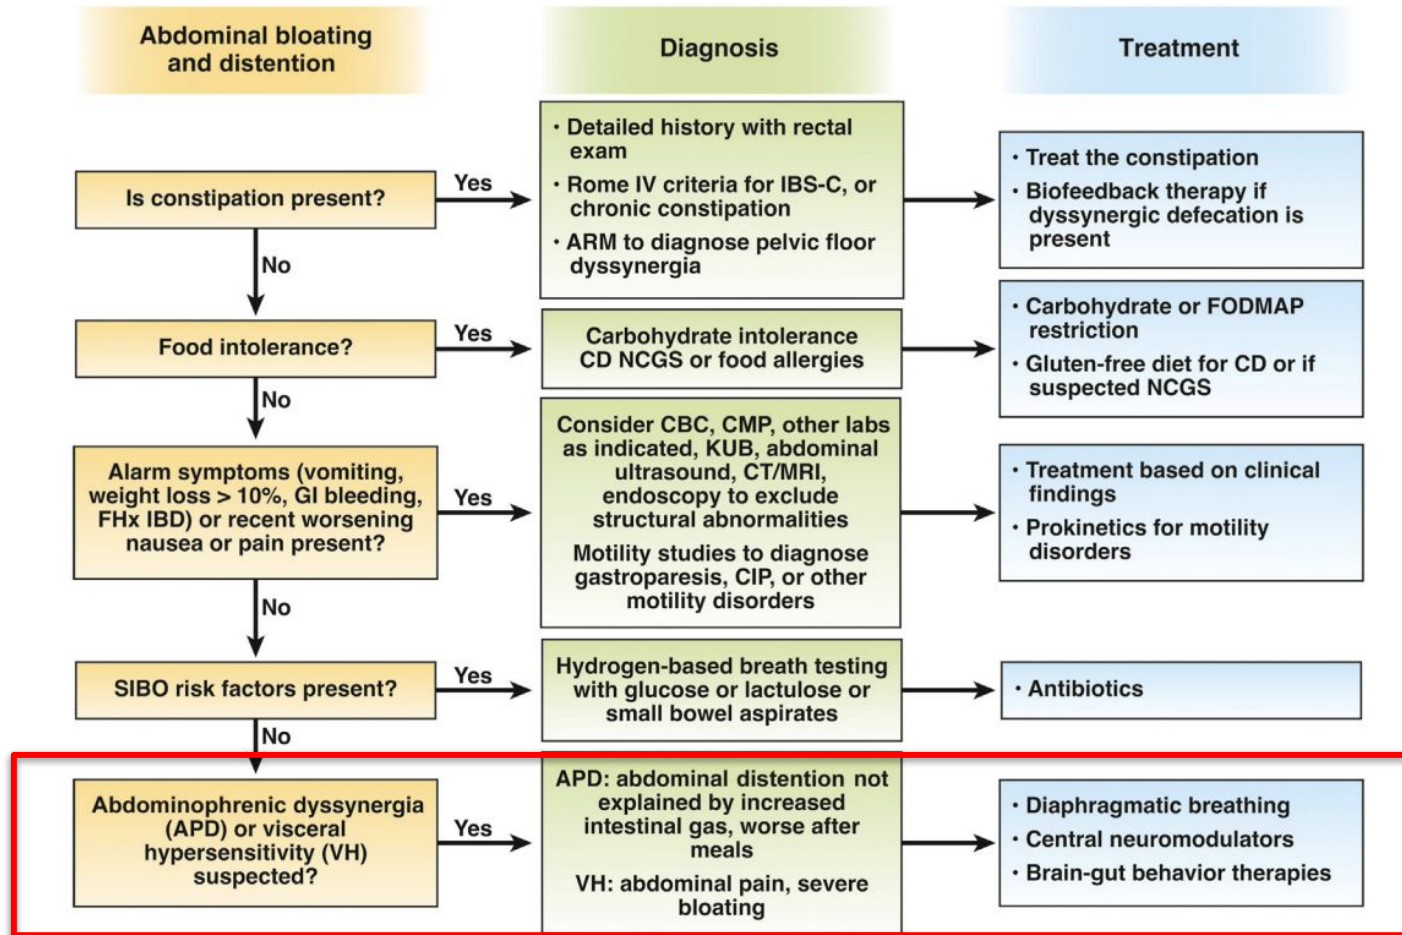 Abdominal bloating
and distention
Diagnosis
Treatment
Is constipation present?
Yes
· Detailed history with rectal
exam
· Rome IV criteria for IBS-C, or
chronic constipation
· ARM to diagnose pelvic floor
dyssynergia
· Treat the constipation
· Biofeedback therapy if
dyssynergic defecation is
present
No
Food intolerance?
Yes
Carbohydrate intolerance
CD NCGS or food allergies
· Carbohydrate or FODMAP
restriction
· Gluten-free diet for CD or if
suspected NCGS
No
Alarm symptoms (vomiting,
weight loss > 10%, GI bleeding,
FHx IBD) or recent worsening
nausea or pain present?
Yes
Consider CBC, CMP, other labs
as indicated, KUB, abdominal
ultrasound, CT/MRI,
endoscopy to exclude
structural abnormalities
Motility studies to diagnose
gastroparesis, CIP, or other
motility disorders
· Treatment based on clinical
findings
· Prokinetics for motility
disorders
No
SIBO risk factors present?
Yes
Hydrogen-based breath testing
with glucose or lactulose or
small bowel aspirates
· Antibiotics
No
Abdominophrenic dyssynergia
(APD) or visceral
hypersensitivity (VH)
suspected?
Yes
APD: abdominal distention not
explained by increased
intestinal gas, worse after
meals
VH: abdominal pain, severe
bloating
· Diaphragmatic breathing
· Central neuromodulators
· Brain-gut behavior therapies